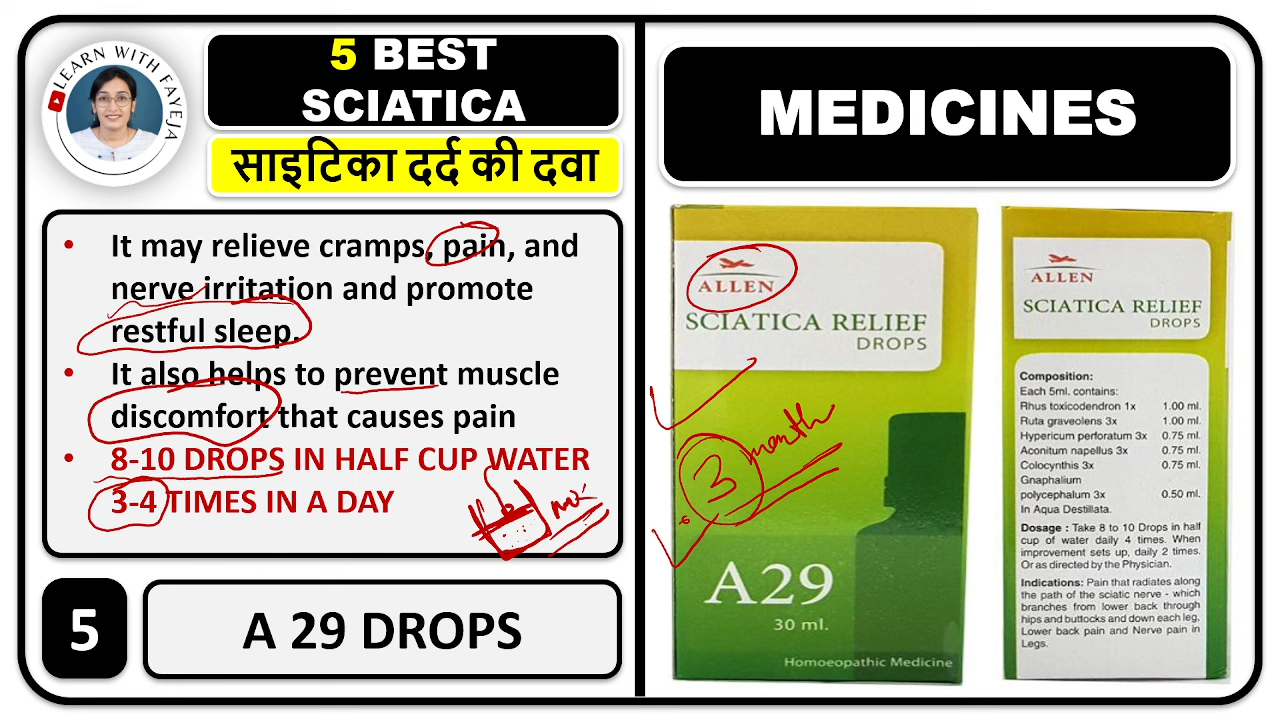 LEARN WITH FAYEJA
5 BEST
SCIATICA
साइटिका दर्द की दवा
• It may relieve cramps, pain, and
nerve irritation and promote
restful sleep.
• It also helps to prevent muscle
discomfort that causes pain
• 8-10 DROPS IN HALF CUP WATER
3-4 TIMES IN A DAY
5
A 29 DROPS
MEDICINES
ALLEN
SCIATICA RELIEF
DROPS
3 month
A29
30 ml.
Homoeopathic Medicine
ALLEN
SCIATICA RELIEF
DROPS
Composition:
Each 5ml. contains:
Rhus toxicodendron 1x 1.00 ml.
Ruta graveolens 3x 1.00 ml.
Hypericum perforatum 3x 0.75 ml.
Aconitum napellus 3x 0.75 ml.
Colocynthis 3x 0.75 ml.
Gnaphalium
polycephalum 3x 0.50 ml.
In Aqua Destillata.
Dosage : Take 8 to 10 Drops in half
cup of water daily 4 times. When
improvement sets up, daily 2 times.
Or as directed by the Physician.
Indications: Pain that radiates along
the path of the sciatic nerve - which
branches from lower back through
hips and buttocks and down each leg,
Lower back pain and Nerve pain in
Legs.